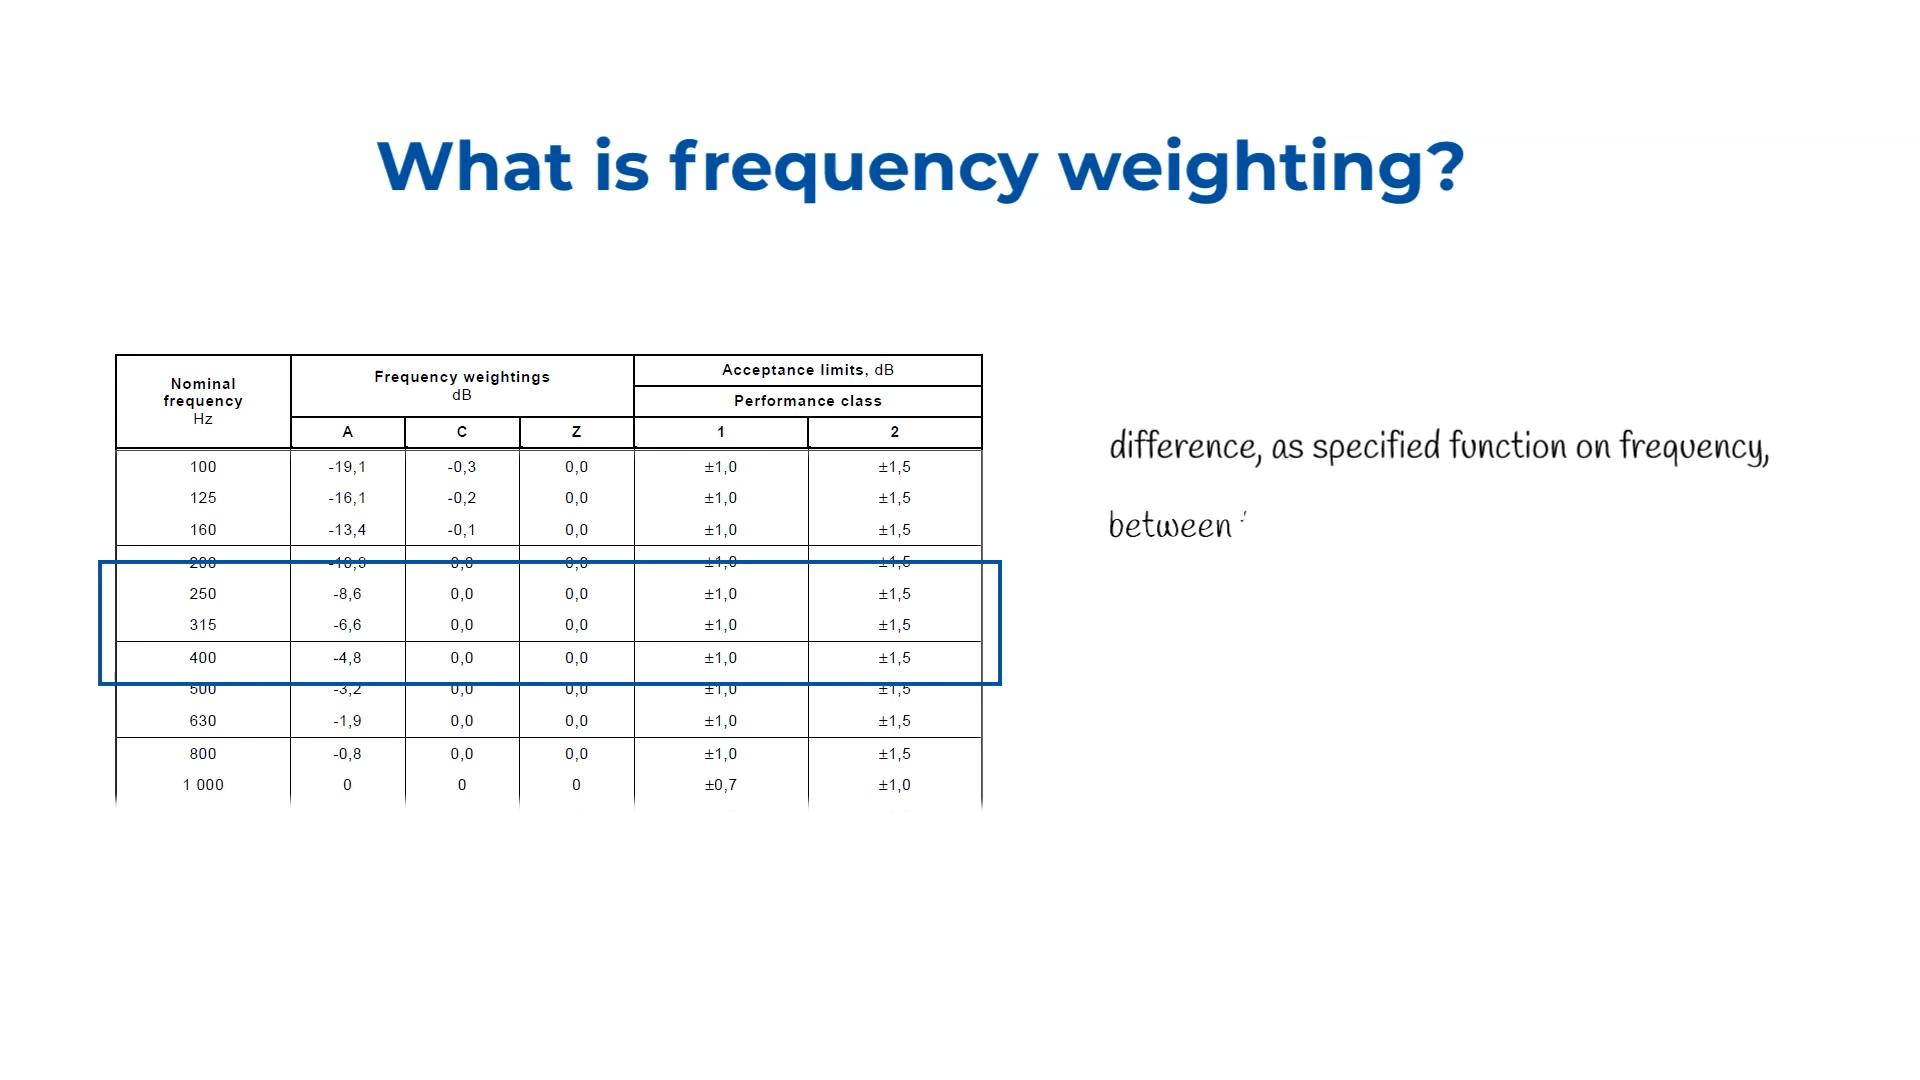 What is frequency weighting?
Nominal frequency Hz Frequency weightings dB Acceptance limits, dB
Performance class
A C Z 1 2
100 -19,1 -0,3 0,0 ±1,0 ±1,5
125 -16,1 -0,2 0,0 ±1,0 ±1,5
160 -13,4 -0,1 0,0 ±1,0 ±1,5
200 0,0 0,0 ±1,0 ±1,5
250 -8,6 0,0 0,0 ±1,0 ±1,5
315 -6,6 0,0 0,0 ±1,0 ±1,5
400 -4,8 0,0 0,0 ±1,0 ±1,5
500 -3,2 0,0 0,0 ±1,0 ±1,5
630 -1,9 0,0 0,0 ±1,0 ±1,5
800 -0,8 0,0 0,0 ±1,0 ±1,5
1 000 0 0 0 ±0,7 ±1,0
difference, as specified function on frequency,
between